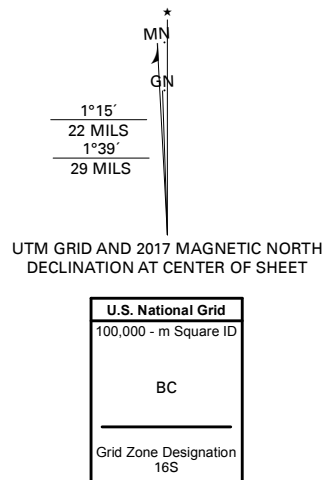 MN
GN
1°15´
22 MILS
1°39´
29 MILS
UTM GRID AND 2017 MAGNETIC NORTH
DECLINATION AT CENTER OF SHEET
U.S. National Grid
100,000 - m Square ID
BC
Grid Zone Designation
16S